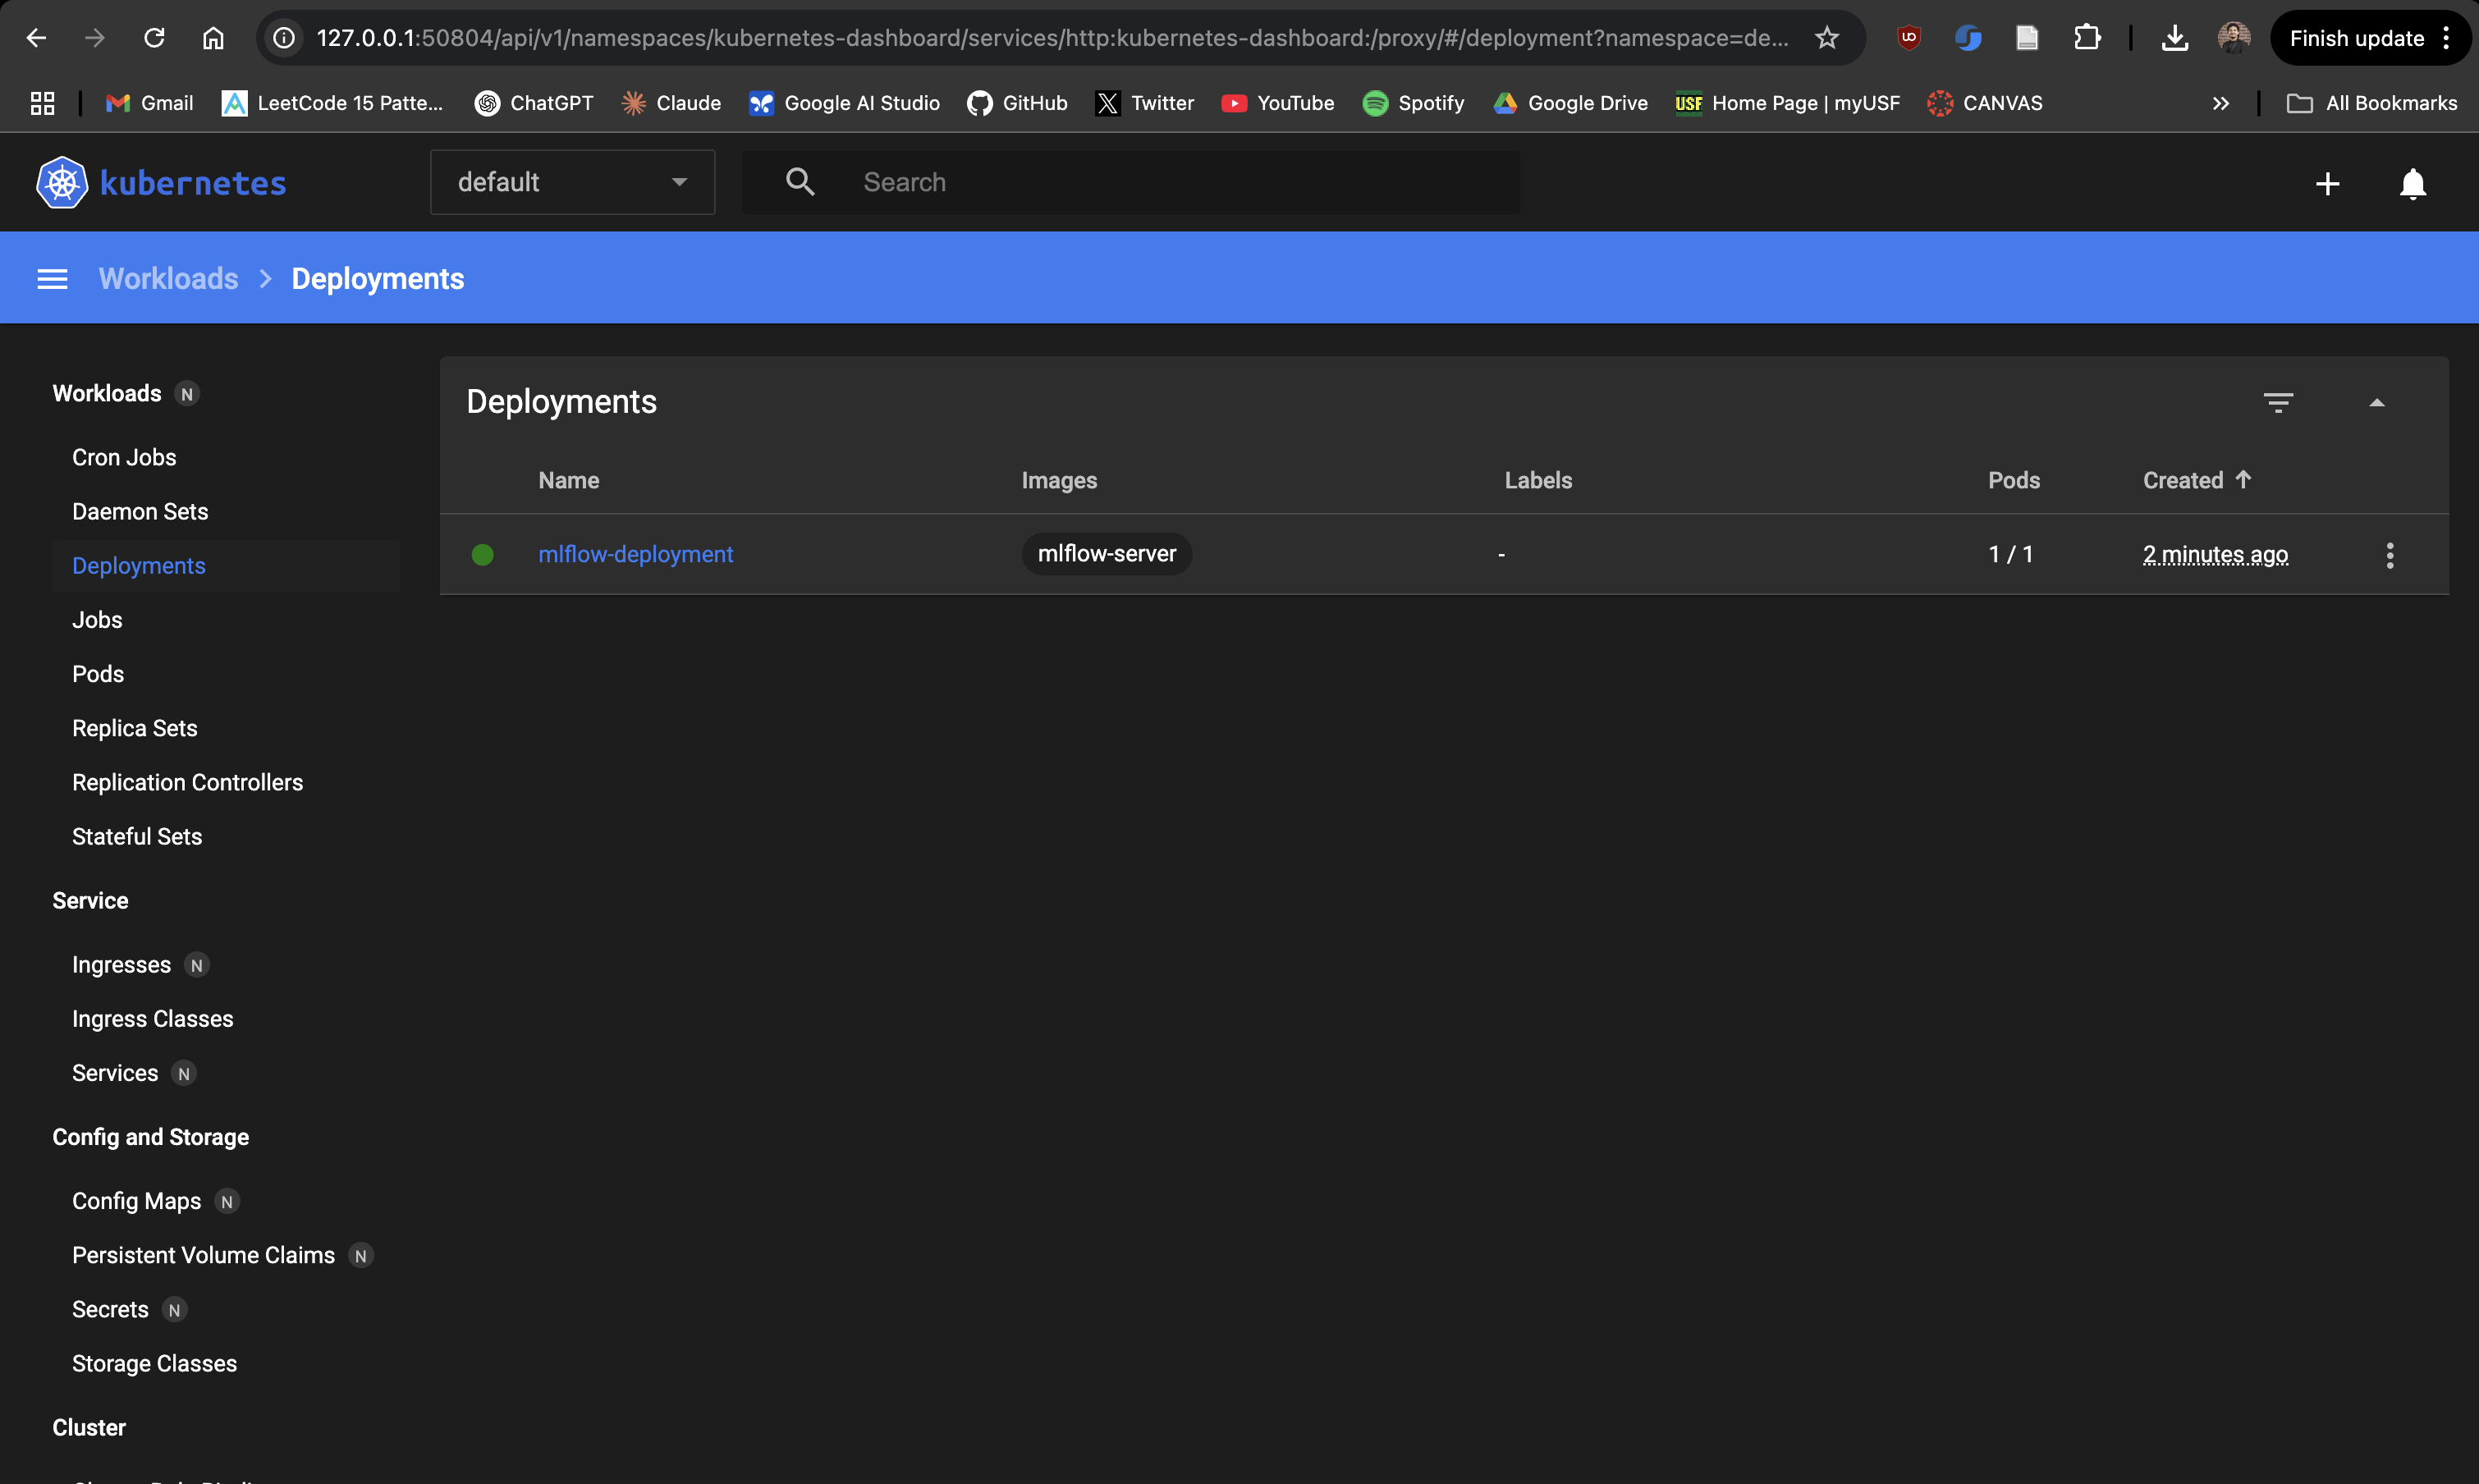 127.0.0.1:50804/api/v1/namespaces/kubernetes-dashboard/services/http:kubernetes-dashboard:/proxy/#/deployment?namespace=de...
Finish update
Gmail
LeetCode 15 Patte...
ChatGPT
Claude
Google AI Studio
GitHub
Twitter
YouTube
Spotify
Google Drive
USF Home Page | myUSF
CANVAS
All Bookmarks
kubernetes
default
Search
Workloads > Deployments
Workloads N
Cron Jobs
Daemon Sets
Deployments
Jobs
Pods
Replica Sets
Replication Controllers
Stateful Sets
Service
Ingresses N
Ingress Classes
Services N
Config and Storage
Config Maps N
Persistent Volume Claims N
Secrets N
Storage Classes
Cluster
Deployments
Name Images Labels Pods Created
mlflow-deployment mlflow-server - 1 / 1 2 minutes ago